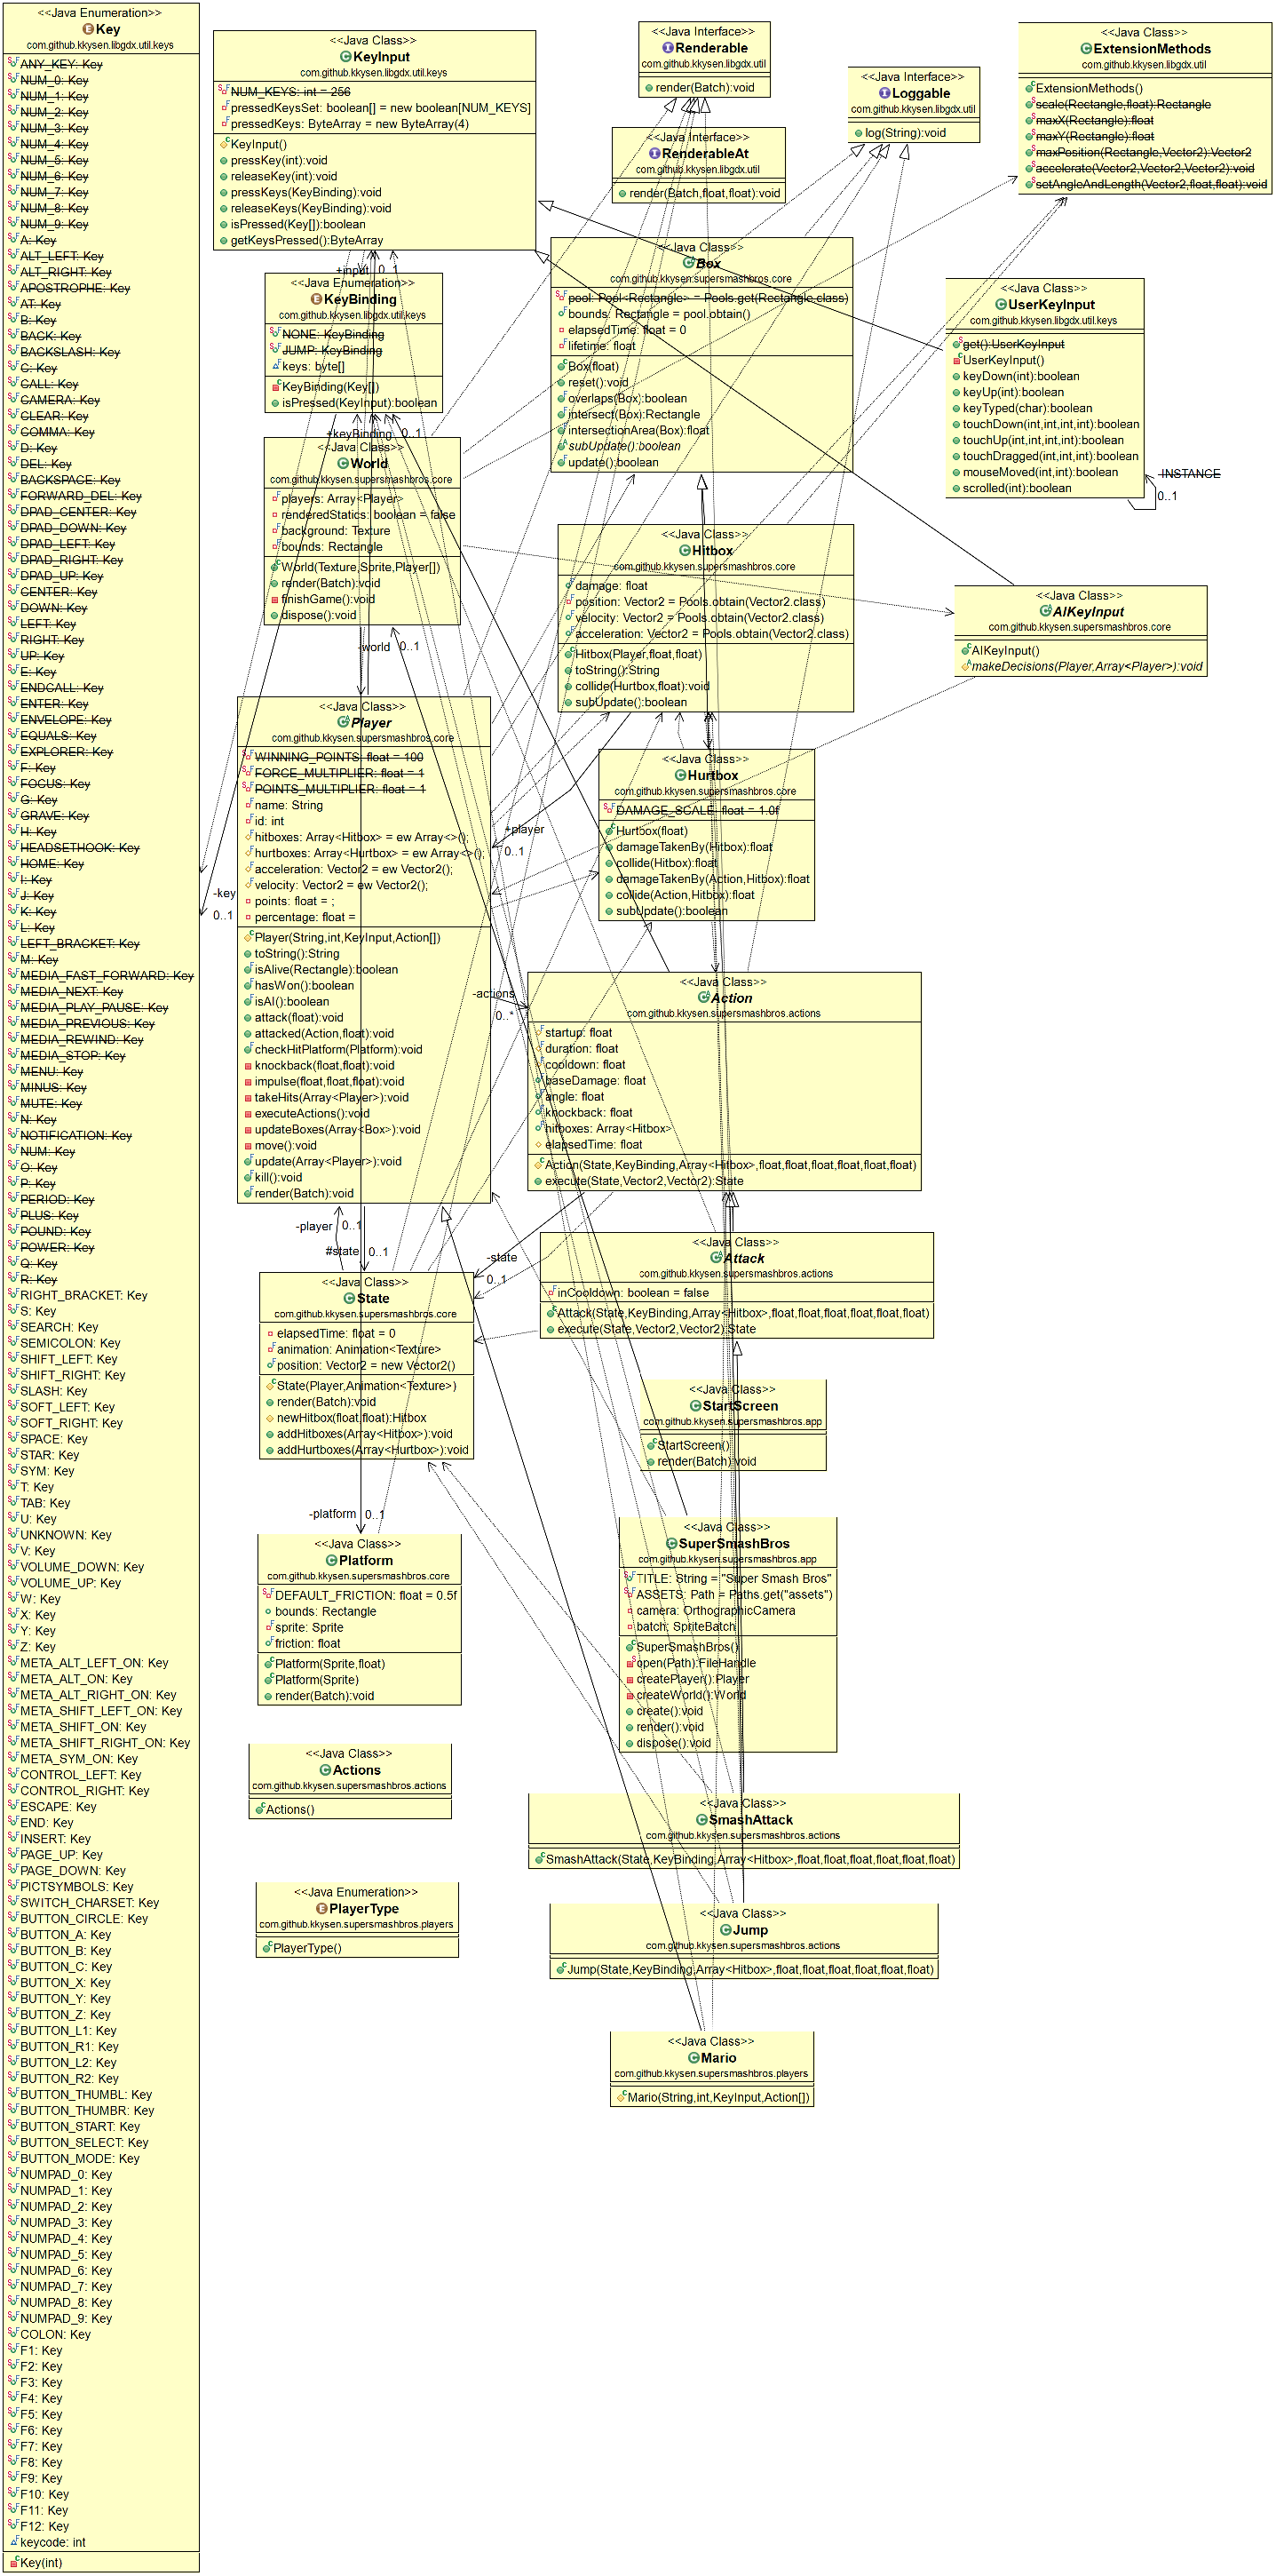 <<Java Enumeration>>
Key
com.github.kkysen.libgdx.util.keys
ANY_KEY: Key
NUM_0: Key
NUM_1: Key
NUM_2: Key
NUM_3: Key
NUM_4: Key
NUM_5: Key
NUM_6: Key
NUM_7: Key
NUM_8: Key
NUM_9: Key
A: Key
ALT_LEFT: Key
ALT_RIGHT: Key
APOSTROPHE: Key
AT: Key
B: Key
BACK: Key
BACKSLASH: Key
C: Key
CALL: Key
CAMERA: Key
CLEAR: Key
COMMA: Key
D: Key
DEL: Key
BACKSPACE: Key
FORWARD_DEL: Key
DPAD_CENTER: Key
DPAD_DOWN: Key
DPAD_LEFT: Key
DPAD_RIGHT: Key
DPAD_UP: Key
CENTER: Key
DOWN: Key
LEFT: Key
RIGHT: Key
UP: Key
E: Key
ENDCALL: Key
ENTER: Key
ENVELOPE: Key
EQUALS: Key
EXPLORER: Key
F: Key
FOCUS: Key
G: Key
GRAVE: Key
H: Key
HEADSETHOOK: Key
HOME: Key
I: Key
J: Key
K: Key
L: Key
LEFT_BRACKET: Key
M: Key
MEDIA_FAST_FORWARD: Key
MEDIA_NEXT: Key
MEDIA_PLAY_PAUSE: Key
MEDIA_PREVIOUS: Key
MEDIA_REWIND: Key
MEDIA_STOP: Key
MENU: Key
MINUS: Key
MUTE: Key
N: Key
NOTIFICATION: Key
NUM: Key
O: Key
P: Key
PERIOD: Key
PLUS: Key
POUND: Key
POWER: Key
Q: Key
R: Key
RIGHT_BRACKET: Key
S: Key
SEARCH: Key
SEMICOLON: Key
SHIFT_LEFT: Key
SHIFT_RIGHT: Key
SLASH: Key
SOFT_LEFT: Key
SOFT_RIGHT: Key
SPACE: Key
STAR: Key
SYM: Key
T: Key
TAB: Key
U: Key
UNKNOWN: Key
V: Key
VOLUME_DOWN: Key
VOLUME_UP: Key
W: Key
X: Key
Y: Key
Z: Key
META_ALT_LEFT_ON: Key
META_ALT_ON: Key
META_ALT_RIGHT_ON: Key
META_SHIFT_LEFT_ON: Key
META_SHIFT_ON: Key
META_SHIFT_RIGHT_ON: Key
META_SYM_ON: Key
CONTROL_LEFT: Key
CONTROL_RIGHT: Key
ESCAPE: Key
END: Key
INSERT: Key
PAGE_UP: Key
PAGE_DOWN: Key
PICTSYMBOLS: Key
SWITCH_CHARSET: Key
BUTTON_CIRCLE: Key
BUTTON_A: Key
BUTTON_B: Key
BUTTON_C: Key
BUTTON_X: Key
BUTTON_Y: Key
BUTTON_Z: Key
BUTTON_L1: Key
BUTTON_R1: Key
BUTTON_L2: Key
BUTTON_R2: Key
BUTTON_THUMBL: Key
BUTTON_THUMBR: Key
BUTTON_START: Key
BUTTON_SELECT: Key
BUTTON_MODE: Key
NUMPAD_0: Key
NUMPAD_1: Key
NUMPAD_2: Key
NUMPAD_3: Key
NUMPAD_4: Key
NUMPAD_5: Key
NUMPAD_6: Key
NUMPAD_7: Key
NUMPAD_8: Key
NUMPAD_9: Key
COLON: Key
F1: Key
F2: Key
F3: Key
F4: Key
F5: Key
F6: Key
F7: Key
F8: Key
F9: Key
F10: Key
F11: Key
F12: Key
keycode: int
Key(int)
<<Java Class>>
KeyInput
com.github.kkysen.libgdx.util.keys
NUM_KEYS: int = 256
pressedKeysSet: boolean[] = new boolean[NUM_KEYS]
pressedKeys: ByteArray = new ByteArray(4)
KeyInput()
pressKey(int):void
releaseKey(int):void
pressKeys(KeyBinding):void
releaseKeys(KeyBinding):void
isPressed(Key[]):boolean
getKeysPressed():ByteArray
+input 0..1
<<Java Enumeration>>
KeyBinding
com.github.kkysen.libgdx.util.keys
NONE: KeyBinding
JUMP: KeyBinding
keys: byte[]
KeyBinding(Key[])
isPressed(KeyInput):boolean
+keyBinding 0..1
<<Java Class>>
World
com.github.kkysen.supersmashbros.core
players: Array<Player>
renderedStatics: boolean = false
background: Texture
bounds: Rectangle
World(Texture,Sprite,Player[])
render(Batch):void
finishGame():void
dispose():void
-world 0..1
<<Java Class>>
Player
com.github.kkysen.supersmashbros.core
WINNING_POINTS: float = 100
FORCE_MULTIPLIER: float = 1
POINTS_MULTIPLIER: float = 1
name: String
id: int
hitboxes: Array<Hitbox> = ew Array<>();
hurtboxes: Array<Hurtbox> = ew Array<>();
acceleration: Vector2 = ew Vector2();
velocity: Vector2 = ew Vector2();
points: float = ;
percentage: float =
Player(String,int,KeyInput,Action[])
toString():String
isAlive(Rectangle):boolean
hasWon():boolean
isAI():boolean
attack(float):void
attacked(Action,float):void
checkHitPlatform(Platform):void
knockback(float,float):void
impulse(float,float,float):void
takeHits(Array<Player>):void
executeActions():void
updateBoxes(Array<Box>):void
move():void
update(Array<Player>):void
kill():void
render(Batch):void
-key
0..1
-player 0..1
#state 0..1
<<Java Class>>
State
com.github.kkysen.supersmashbros.core
elapsedTime: float = 0
animation: Animation<Texture>
position: Vector2 = new Vector2()
State(Player,Animation<Texture>)
render(Batch):void
newHitbox(float,float):Hitbox
addHitboxes(Array<Hitbox>):void
addHurtboxes(Array<Hurtbox>):void
-platform 0..1
<<Java Class>>
Platform
com.github.kkysen.supersmashbros.core
DEFAULT_FRICTION: float = 0.5f
bounds: Rectangle
sprite: Sprite
friction: float
Platform(Sprite,float)
Platform(Sprite)
render(Batch):void
<<Java Class>>
Actions
com.github.kkysen.supersmashbros.actions
Actions()
<<Java Enumeration>>
PlayerType
com.github.kkysen.supersmashbros.players
PlayerType()
<<Java Interface>>
Renderable
com.github.kkysen.libgdx.util
render(Batch):void
<<Java Interface>>
RenderableAt
com.github.kkysen.libgdx.util
render(Batch,float,float):void
<<Java Interface>>
Loggable
com.github.kkysen.libgdx.util
log(String):void
<<Java Class>>
ExtensionMethods
com.github.kkysen.libgdx.util
ExtensionMethods()
scale(Rectangle,float):Rectangle
maxX(Rectangle):float
maxY(Rectangle):float
maxPosition(Rectangle,Vector2):Vector2
accelerate(Vector2,Vector2,Vector2):void
setAngleAndLength(Vector2,float,float):void
<<Java Class>>
Box
com.github.kkysen.supersmashbros.core
pool: Pool<Rectangle> = Pools.get(Rectangle.class)
bounds: Rectangle = pool.obtain()
elapsedTime: float = 0
lifetime: float
Box(float)
reset():void
overlaps(Box):boolean
intersect(Box):Rectangle
intersectionArea(Box):float
subUpdate():boolean
update():boolean
<<Java Class>>
UserKeyInput
com.github.kkysen.libgdx.util.keys
get():UserKeyInput
UserKeyInput()
keyDown(int):boolean
keyUp(int):boolean
keyTyped(char):boolean
touchDown(int,int,int,int):boolean
touchUp(int,int,int,int):boolean
touchDragged(int,int,int):boolean
mouseMoved(int,int):boolean
scrolled(int):boolean
-INSTANCE
0..1
<<Java Class>>
Hitbox
com.github.kkysen.supersmashbros.core
damage: float
position: Vector2 = Pools.obtain(Vector2.class)
velocity: Vector2 = Pools.obtain(Vector2.class)
acceleration: Vector2 = Pools.obtain(Vector2.class)
Hitbox(Player,float,float)
toString():String
collide(Hurtbox,float):void
subUpdate():boolean
<<Java Class>>
AIKeyInput
com.github.kkysen.supersmashbros.core
AIKeyInput()
makeDecisions(Player,Array<Player>):void
<<Java Class>>
Hurtbox
com.github.kkysen.supersmashbros.core
DAMAGE_SCALE: float = 1.0f
Hurtbox(float)
damageTakenBy(Hitbox):float
collide(Hitbox):float
damageTakenBy(Action,Hitbox):float
collide(Action,Hitbox):float
subUpdate():boolean
+player
0..1
-actions
0..*
<<Java Class>>
Action
com.github.kkysen.supersmashbros.actions
startup: float
duration: float
cooldown: float
baseDamage: float
angle: float
knockback: float
hitboxes: Array<Hitbox>
elapsedTime: float
Action(State,KeyBinding,Array<Hitbox>,float,float,float,float,float,float)
execute(State,Vector2,Vector2):State
-state
0..1
<<Java Class>>
Attack
com.github.kkysen.supersmashbros.actions
inCooldown: boolean = false
Attack(State,KeyBinding,Array<Hitbox>,float,float,float,float,float,float)
execute(State,Vector2,Vector2):State
<<Java Class>>
StartScreen
com.github.kkysen.supersmashbros.app
StartScreen()
render(Batch):void
<<Java Class>>
SuperSmashBros
com.github.kkysen.supersmashbros.app
TITLE: String = "Super Smash Bros"
ASSETS: Path = Paths.get("assets")
camera: OrthographicCamera
batch: SpriteBatch
SuperSmashBros()
open(Path):FileHandle
createPlayer():Player
createWorld():World
create():void
render():void
dispose():void
<<Java Class>>
SmashAttack
com.github.kkysen.supersmashbros.actions
SmashAttack(State,KeyBinding,Array<Hitbox>,float,float,float,float,float,float)
<<Java Class>>
Jump
com.github.kkysen.supersmashbros.actions
Jump(State,KeyBinding,Array<Hitbox>,float,float,float,float,float,float)
<<Java Class>>
Mario
com.github.kkysen.supersmashbros.players
Mario(String,int,KeyInput,Action[])